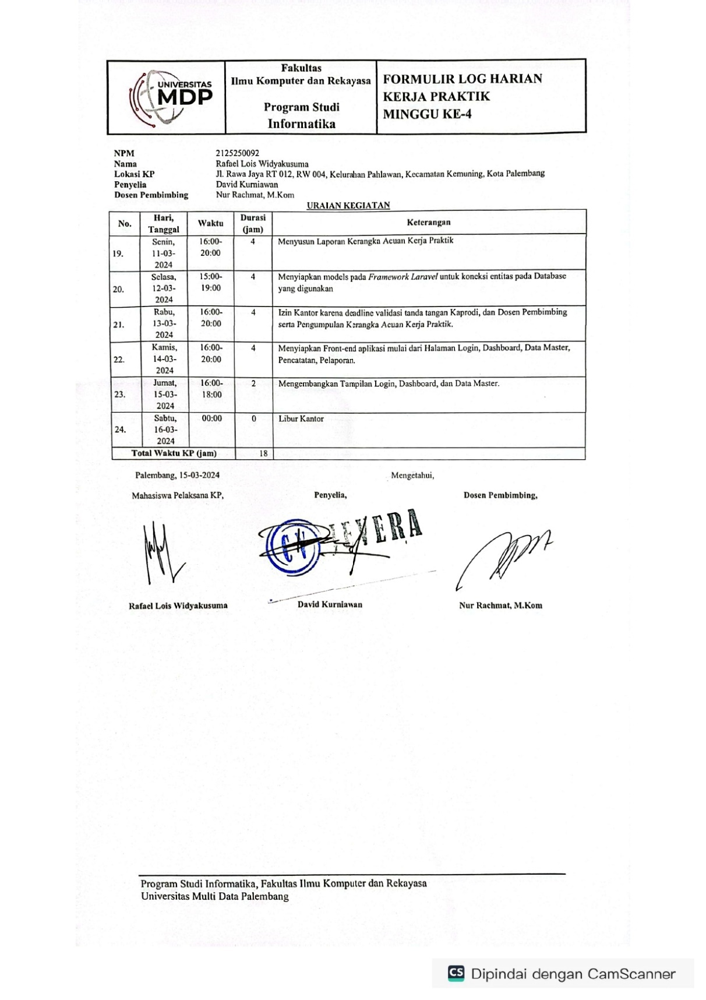 UNIVERSITAS
MDP
Fakultas
Ilmu Komputer dan Rekayasa
Program Studi
Informatika
FORMULIR LOG HARIAN
KERJA PRAKTIK
MINGGU KE-4
NPM 2125250092
Nama Rafael Lois Widyakusuma
Lokasi KP Jl. Rawa Jaya RT 012, RW 004, Kelurahan Pahlawan, Kecamatan Kemuning, Kota Palembang
Penyelia David Kurniawan
Dosen Pembimbing Nur Rachmat, M.Kom
URAIAN KEGIATAN
No. Hari, Tanggal Waktu Durasi (jam) Keterangan
19. Senin, 11-03-2024 16:00-20:00 4 Menyusun Laporan Kerangka Acuan Kerja Praktik
20. Selasa, 12-03-2024 15:00-19:00 4 Menyiapkan models pada Framework Laravel untuk koneksi entitas pada Database
yang digunakan
21. Rabu, 13-03-2024 16:00-20:00 4 Izin Kantor karena deadline validasi tanda tangan Kaprodi, dan Dosen Pembimbing
serta Pengumpulan Kerangka Acuan Kerja Praktik.
22. Kamis, 14-03-2024 16:00-20:00 4 Menyiapkan Front-end aplikasi mulai dari Halaman Login, Dashboard, Data Master,
Pencatatan, Pelaporan.
23. Jumat, 15-03-2024 16:00-18:00 2 Mengembangkan Tampilan Login, Dashboard, dan Data Master.
24. Sabtu, 16-03-2024 00:00 0 Libur Kantor
Total Waktu KP (jam) 18
Palembang, 15-03-2024 Mengetahui,
Mahasiswa Pelaksana KP, Penyelia, Dosen Pembimbing,
Rafael Lois Widyakusuma David Kurniawan Nur Rachmat, M.Kom
Program Studi Informatika, Fakultas Ilmu Komputer dan Rekayasa
Universitas Multi Data Palembang
CS Dipindai dengan CamScanner